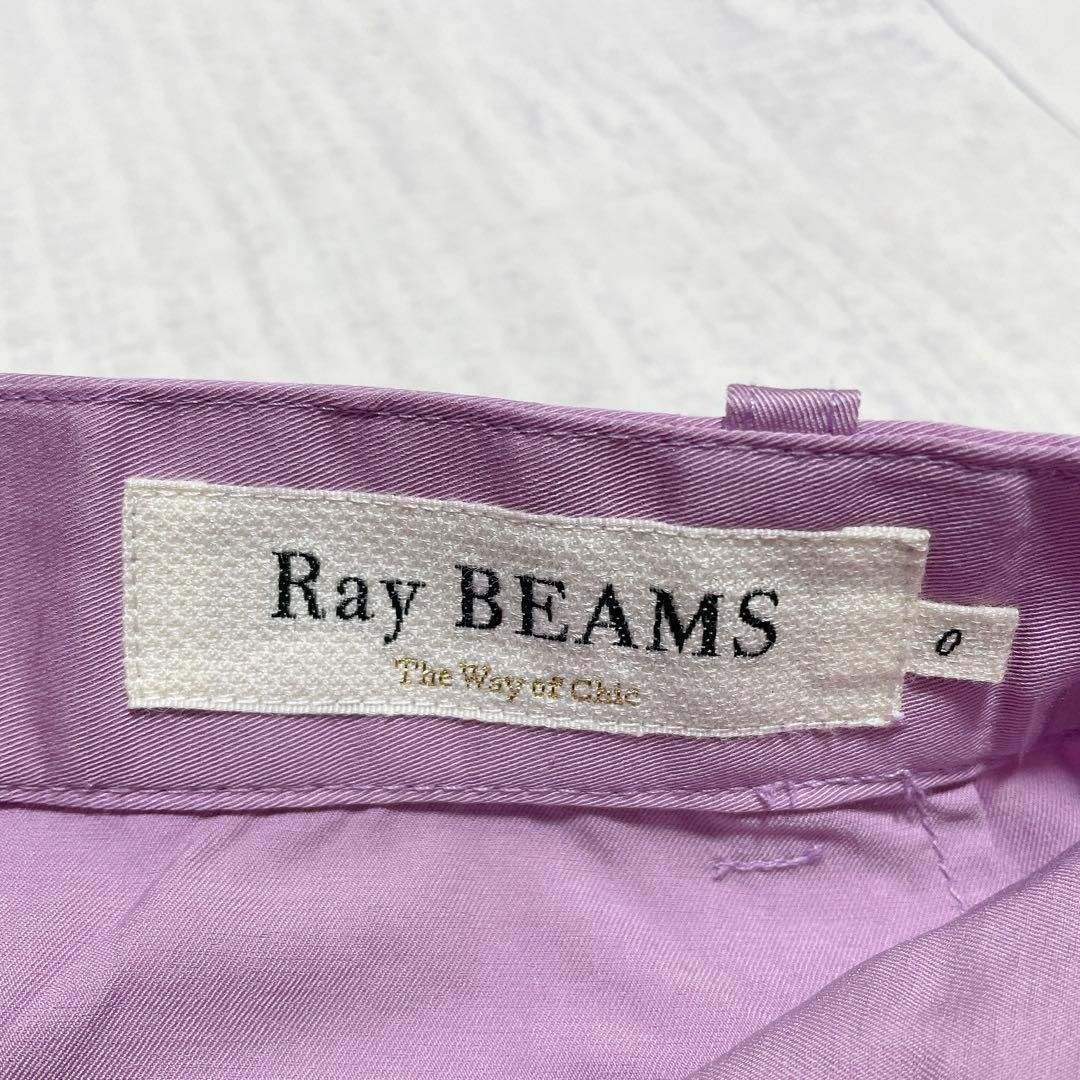 Ray BEAMS
The Way of Chic
0